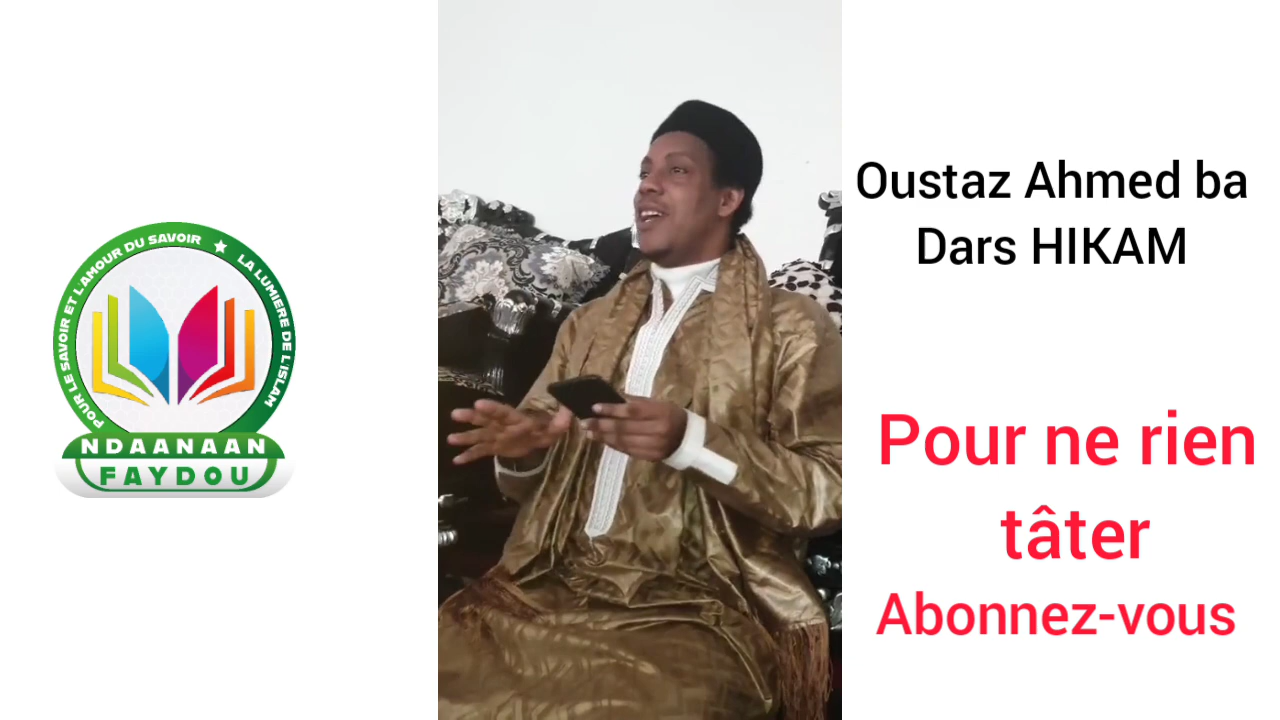 POUR LE SAVOIR ET L'AMOUR DU SAVOIR ★ LA LUMIERE DE L'ISLAM
NDAANAAN
FAYDOU
Oustaz Ahmed ba
Dars HIKAM
Pour ne rien
tâter
Abonnez-vous